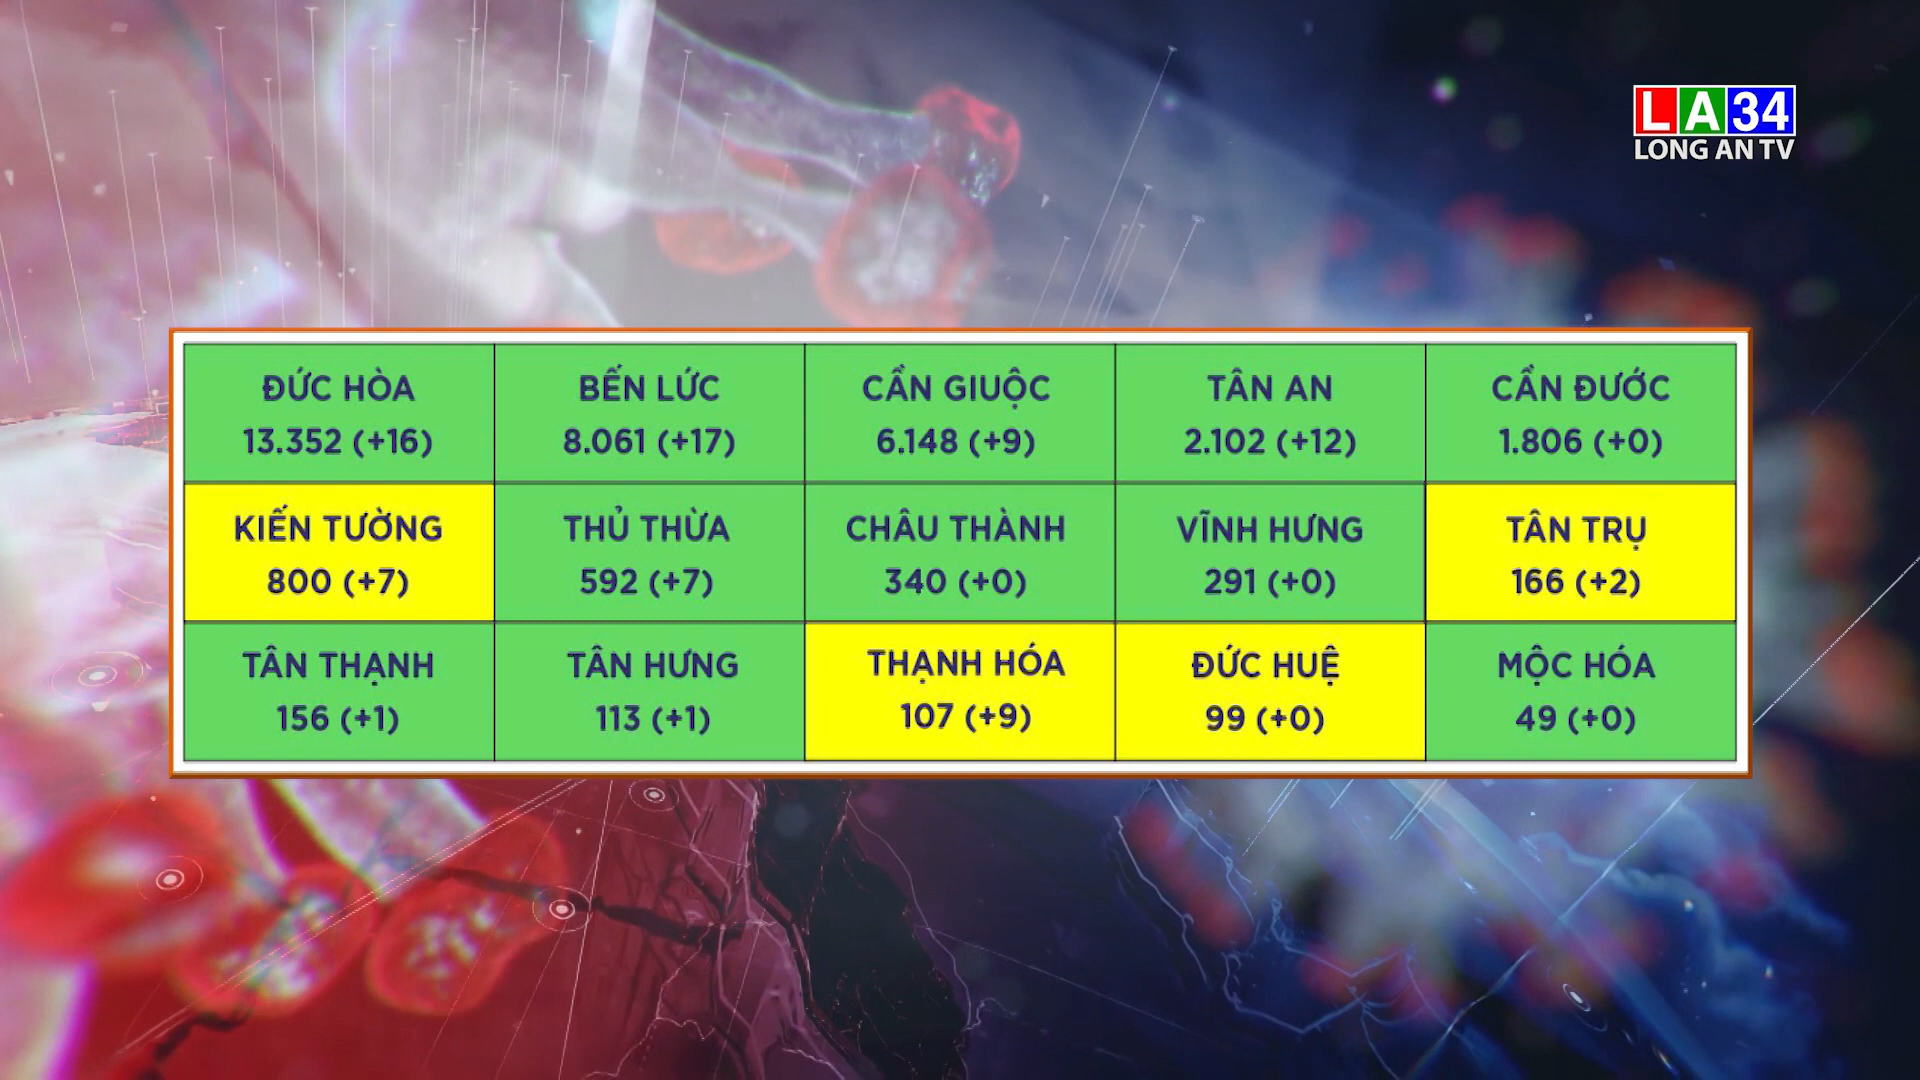 LA34
LONG AN TV
ĐỨC HÒA
13.352 (+16)
BẾN LỨC
8.061 (+17)
CẦN GIUỘC
6.148 (+9)
TÂN AN
2.102 (+12)
CẦN ĐƯỚC
1.806 (+0)
KIẾN TƯỜNG
800 (+7)
THỦ THỪA
592 (+7)
CHÂU THÀNH
340 (+0)
VĨNH HƯNG
291 (+0)
TÂN TRỤ
166 (+2)
TÂN THẠNH
156 (+1)
TÂN HƯNG
113 (+1)
THẠNH HÓA
107 (+9)
ĐỨC HUỆ
99 (+0)
MỘC HÓA
49 (+0)